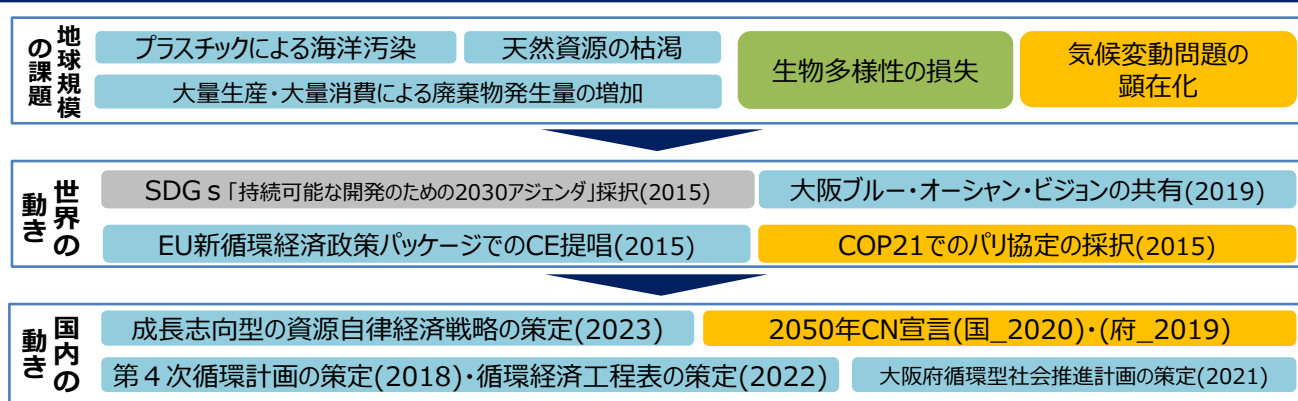 地球規模
の課題
プラスチックによる海洋汚染
天然資源の枯渇
大量生産・大量消費による廃棄物発生量の増加
生物多様性の損失
気候変動問題の
顕在化
世界の
動き
SDGｓ「持続可能な開発のための2030アジェンダ」採択(2015)
大阪ブルー・オーシャン・ビジョンの共有(2019)
EU新循環経済政策パッケージでのCE提唱(2015)
COP21でのパリ協定の採択(2015)
国内の
動き
成長志向型の資源自律経済戦略の策定(2023)
2050年CN宣言(国_2020)・(府_2019)
第４次循環計画の策定(2018)・循環経済工程表の策定(2022)
大阪府循環型社会推進計画の策定(2021)